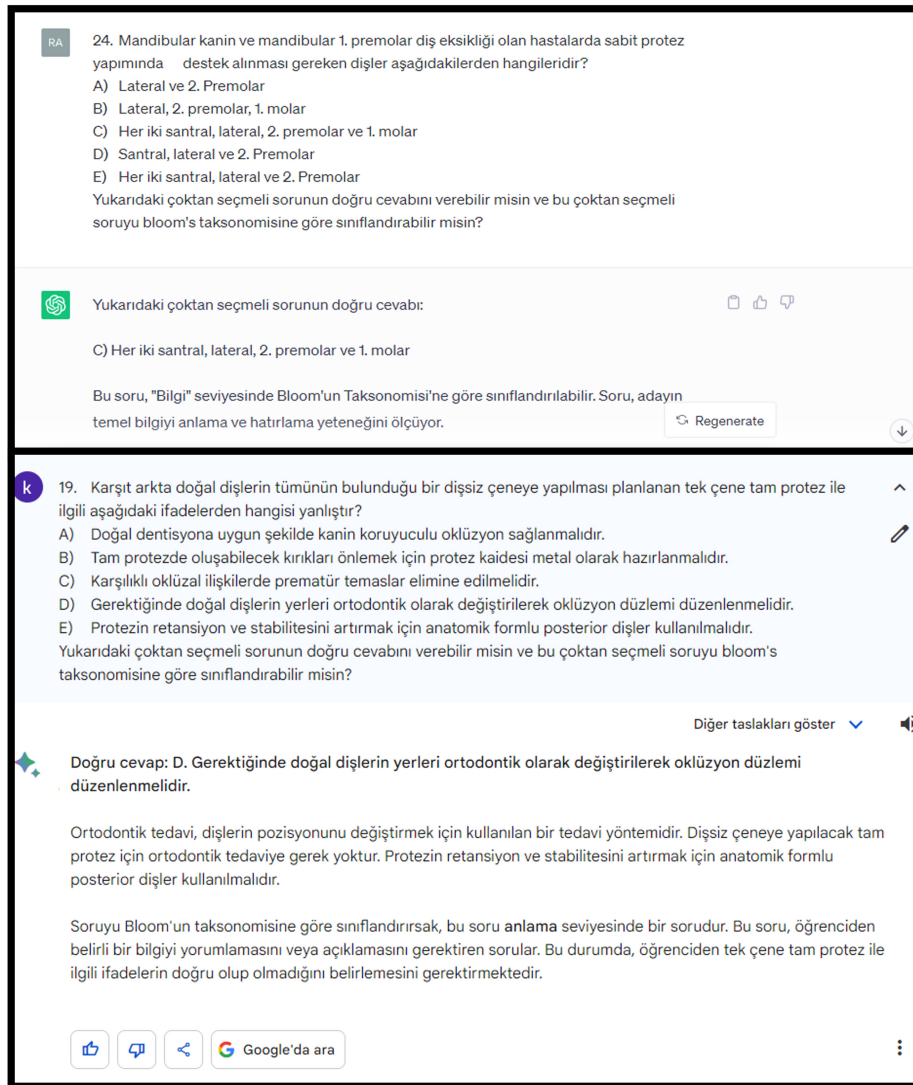 RA
24. Mandibular kanin ve mandibular 1. premolar diş eksikliği olan hastalarda sabit protez
yapımında destek alınması gereken dişler aşağıdakilerden hangileridir?
A) Lateral ve 2. Premolar
B) Lateral, 2. premolar, 1. molar
C) Her iki santral, lateral, 2. premolar ve 1. molar
D) Santral, lateral ve 2. Premolar
E) Her iki santral, lateral ve 2. Premolar
Yukarıdaki çoktan seçmeli sorunun doğru cevabını verebilir misin ve bu çoktan seçmeli
soruyu bloom's taksonomisine göre sınıflandırabilir misin?
Yukarıdaki çoktan seçmeli sorunun doğru cevabı:
C) Her iki santral, lateral, 2. premolar ve 1. molar
Bu soru, "Bilgi" seviyesinde Bloom'un Taksonomisi'ne göre sınıflandırılabilir. Soru, adayın
temel bilgiyi anlama ve hatırlama yeteneğini ölçüyor.
Regenerate
k
19. Karşıt arkta doğal dişlerin tümünün bulunduğu bir dişsiz çeneye yapılması planlanan tek çene tam protez ile
ilgili aşağıdaki ifadelerden hangisi yanlıştır?
A) Doğal dentisyona uygun şekilde kanin koruyuculu oklüzyon sağlanmalıdır.
B) Tam protezde oluşabilecek kırıkları önlemek için protez kaidesi metal olarak hazırlanmalıdır.
C) Karşılıklı oklüzal ilişkilerde prematür temaslar elimine edilmelidir.
D) Gerektiğinde doğal dişlerin yerleri ortodontik olarak değiştirilerek oklüzyon düzlemi düzenlenmelidir.
E) Protezin retansiyon ve stabilitesini artırmak için anatomik formlu posterior dişler kullanılmalıdır.
Yukarıdaki çoktan seçmeli sorunun doğru cevabını verebilir misin ve bu çoktan seçmeli soruyu bloom's
taksonomisine göre sınıflandırabilir misin?
Diğer taslakları göster
Doğru cevap: D. Gerektiğinde doğal dişlerin yerleri ortodontik olarak değiştirilerek oklüzyon düzlemi
düzenlenmelidir.
Ortodontik tedavi, dişlerin pozisyonunu değiştirmek için kullanılan bir tedavi yöntemidir. Dişsiz çeneye yapılacak tam
protez için ortodontik tedaviye gerek yoktur. Protezin retansiyon ve stabilitesini artırmak için anatomik formlu
posterior dişler kullanılmalıdır.
Soruyu Bloom'un taksonomisine göre sınıflandırırsak, bu soru anlama seviyesinde bir sorudur. Bu soru, öğrenciden
belirli bir bilgiyi yorumlamasını veya açıklamasını gerektiren sorular. Bu durumda, öğrenciden tek çene tam protez ile
ilgili ifadelerin doğru olup olmadığını belirlemesini gerektirmektedir.
Google'da ara